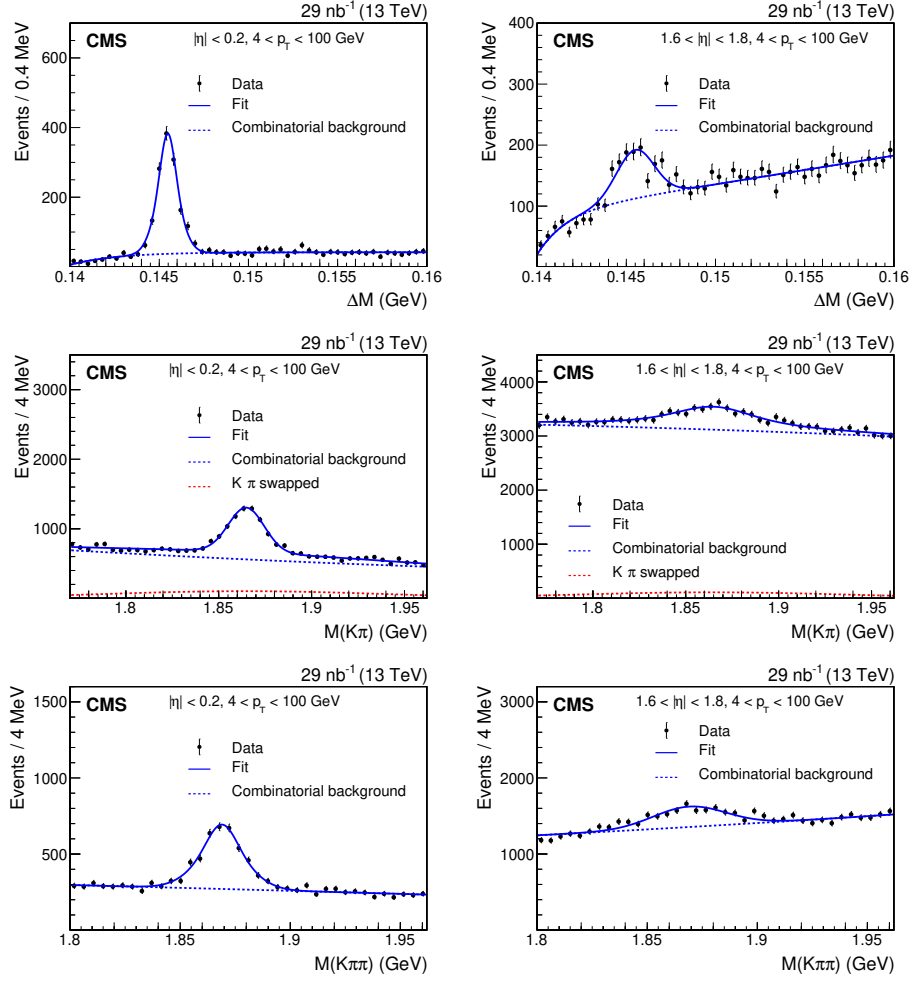 29 nb⁻¹ (13 TeV)
CMS
|η| < 0.2, 4 < p_T < 100 GeV
Data
Fit
Combinatorial background
Events / 0.4 MeV
600
400
200
0.14
0.145
0.15
0.155
0.16
ΔM (GeV)
29 nb⁻¹ (13 TeV)
CMS
1.6 < |η| < 1.8, 4 < p_T < 100 GeV
Data
Fit
Combinatorial background
Events / 0.4 MeV
400
300
200
100
0.14
0.145
0.15
0.155
0.16
ΔM (GeV)
29 nb⁻¹ (13 TeV)
CMS
|η| < 0.2, 4 < p_T < 100 GeV
Data
Fit
Combinatorial background
K π swapped
Events / 4 MeV
3000
2000
1000
1.8
1.85
1.9
1.95
M(Kπ) (GeV)
29 nb⁻¹ (13 TeV)
CMS
1.6 < |η| < 1.8, 4 < p_T < 100 GeV
Data
Fit
Combinatorial background
K π swapped
Events / 4 MeV
4000
3000
2000
1000
1.8
1.85
1.9
1.95
M(Kπ) (GeV)
29 nb⁻¹ (13 TeV)
CMS
|η| < 0.2, 4 < p_T < 100 GeV
Data
Fit
Combinatorial background
Events / 4 MeV
1500
1000
500
1.8
1.85
1.9
1.95
M(Kππ) (GeV)
29 nb⁻¹ (13 TeV)
CMS
1.6 < |η| < 1.8, 4 < p_T < 100 GeV
Data
Fit
Combinatorial background
Events / 4 MeV
3000
2000
1000
1.8
1.85
1.9
1.95
M(Kππ) (GeV)